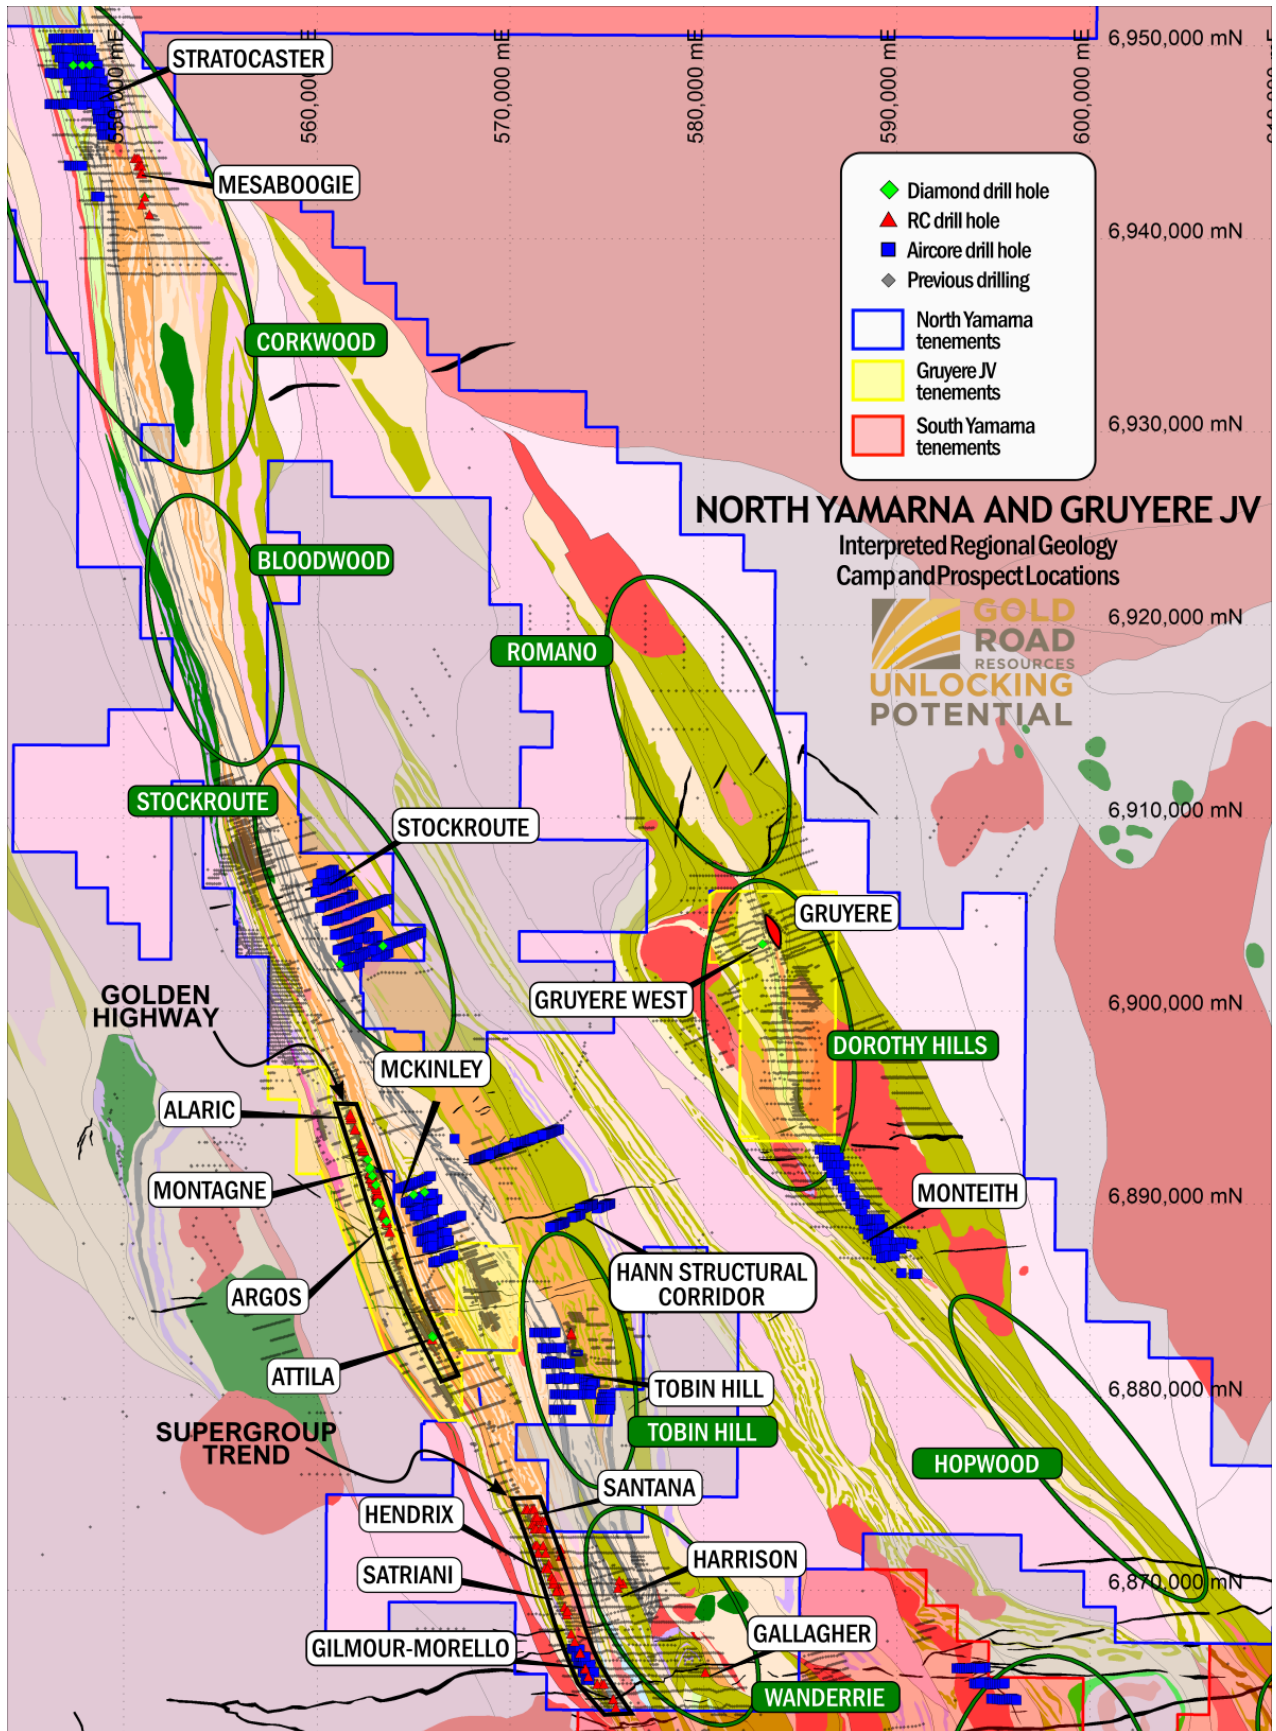 550,000 mE
560,000 mE
570,000 mE
580,000 mE
590,000 mE
600,000 mE
6,950,000 mN
STRATOCASTER
MESABOOGIE
Diamond drill hole
RC drill hole
Aircore drill hole
Previous drilling
North Yamarna
tenements
Gruyere JV
tenements
South Yamarna
tenements
6,940,000 mN
CORKWOOD
6,930,000 mN
NORTH YAMARNA AND GRUYERE JV
Interpreted Regional Geology
Camp and Prospect Locations
BLOODWOOD
GOLD
ROAD
RESOURCES
UNLOCKING
POTENTIAL
6,920,000 mN
ROMANO
STOCKROUTE
STOCKROUTE
6,910,000 mN
GRUYERE
GRUYERE WEST
GOLDEN
HIGHWAY
6,900,000 mN
DOROTHY HILLS
MCKINLEY
ALARIC
MONTAGNE
MONTEITH
6,890,000 mN
HANN STRUCTURAL
CORRIDOR
ARGOS
ATTILA
TOBIN HILL
6,880,000 mN
TOBIN HILL
SUPERGROUP
TREND
HOPWOOD
SANTANA
HENDRIX
HARRISON
SATRIANI
6,870,000 mN
GALLAGHER
GILMOUR-MORELLO
WANDERRIE